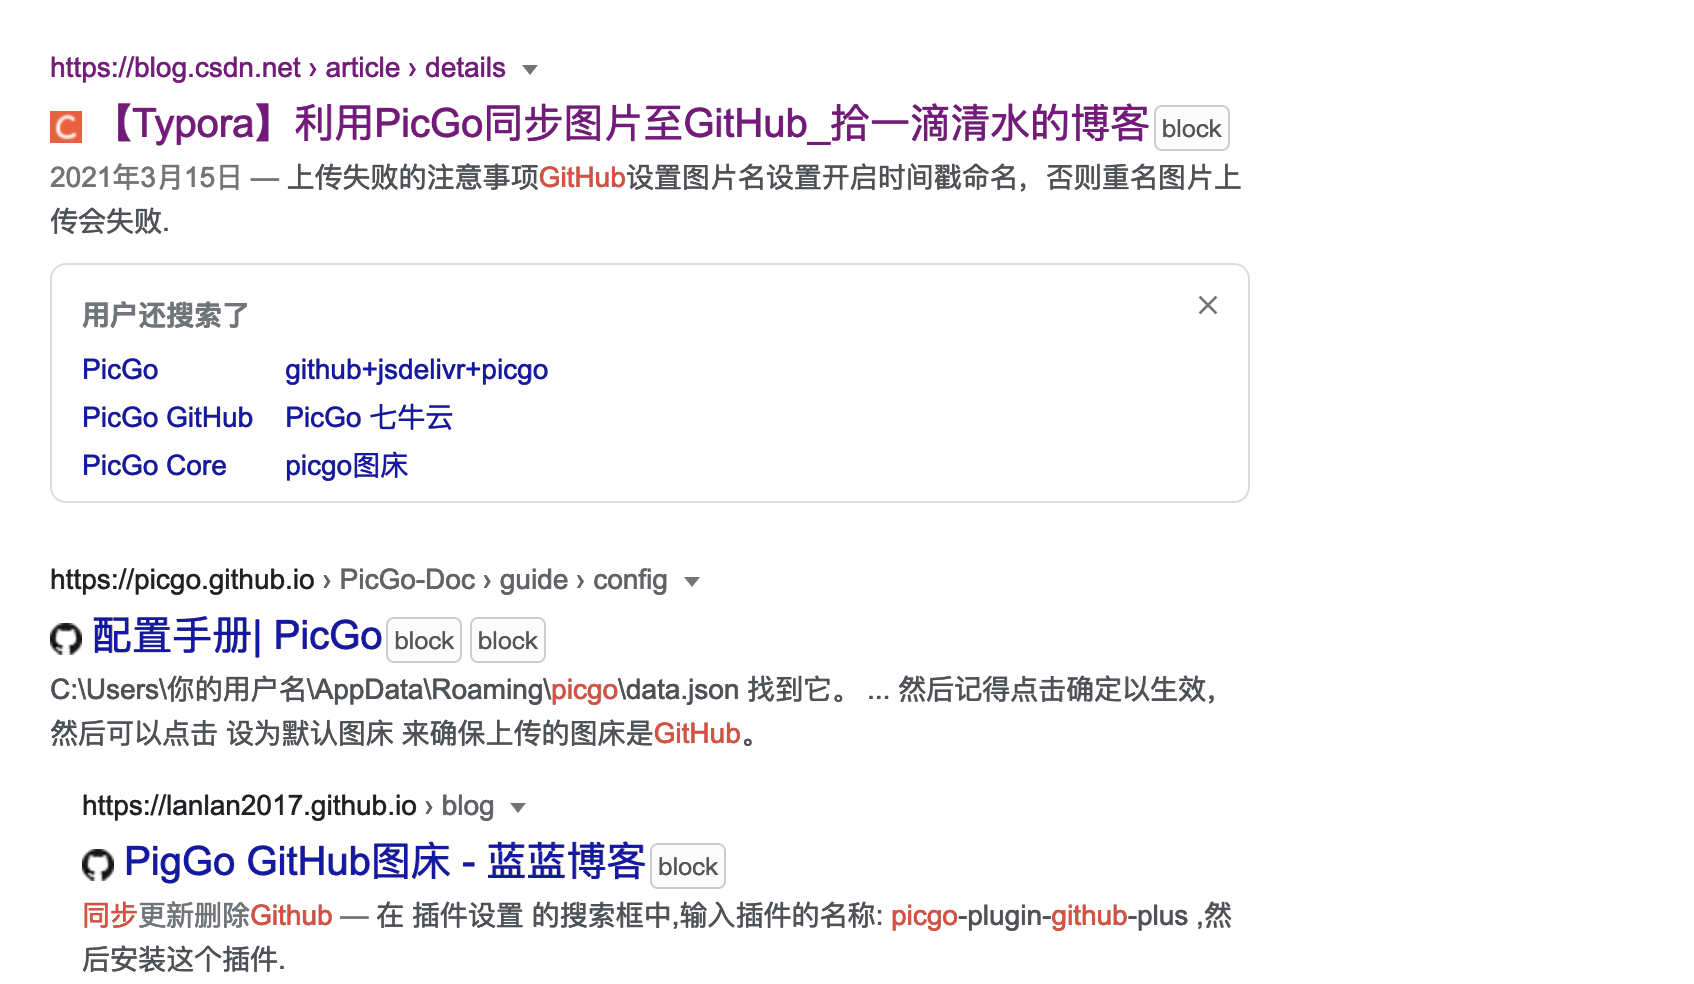 https://blog.csdn.net › article › details
C 【Typora】利用PicGo同步图片至GitHub_拾一滴清水的博客 block
2021年3月15日 — 上传失败的注意事项GitHub设置图片名设置开启时间戳命名，否则重名图片上
传会失败.
用户还搜索了
PicGo github+jsdelivr+picgo
PicGo GitHub PicGo 七牛云
PicGo Core picgo图床
https://picgo.github.io › PicGo-Doc › guide › config
配置手册| PicGo block block
C:\Users\你的用户名\AppData\Roaming\picgo\data.json 找到它。 ... 然后记得点击确定以生效，
然后可以点击 设为默认图床 来确保上传的图床是GitHub。
https://lanlan2017.github.io › blog
PigGo GitHub图床 - 蓝蓝博客 block
同步更新删除Github — 在 插件设置 的搜索框中,输入插件的名称: picgo-plugin-github-plus ,然
后安装这个插件.